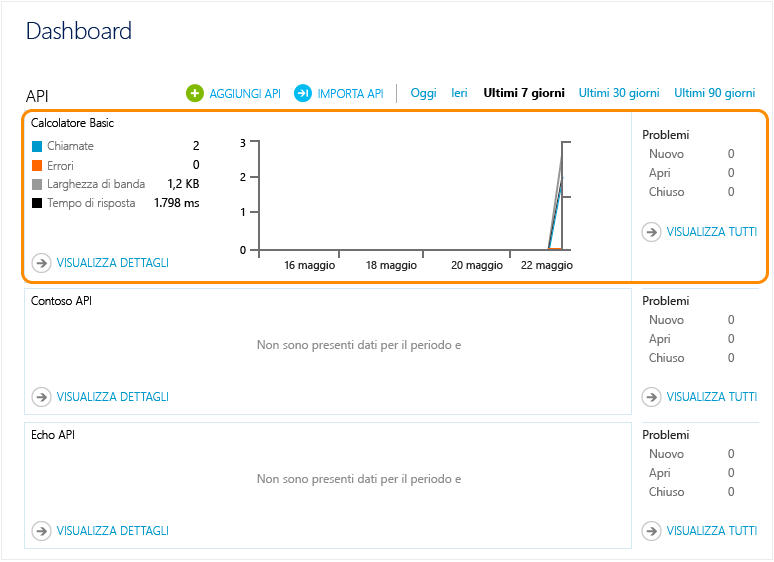 Dashboard
API AGGIUNGI API IMPORTA API Oggi Ieri Ultimi 7 giorni Ultimi 30 giorni Ultimi 90 giorni
Calcolatore Basic
Chiamate 2
Errori 0
Larghezza di banda 1,2 KB
Tempo di risposta 1.798 ms
VISUALIZZA DETTAGLI
3
2
1
0
16 maggio 18 maggio 20 maggio 22 maggio
Problemi
Nuovo 0
Apri 0
Chiuso 0
VISUALIZZA TUTTI
Contoso API
Non sono presenti dati per il periodo e
VISUALIZZA DETTAGLI
Problemi
Nuovo 0
Apri 0
Chiuso 0
VISUALIZZA TUTTI
Echo API
Non sono presenti dati per il periodo e
VISUALIZZA DETTAGLI
Problemi
Nuovo 0
Apri 0
Chiuso 0
VISUALIZZA TUTTI